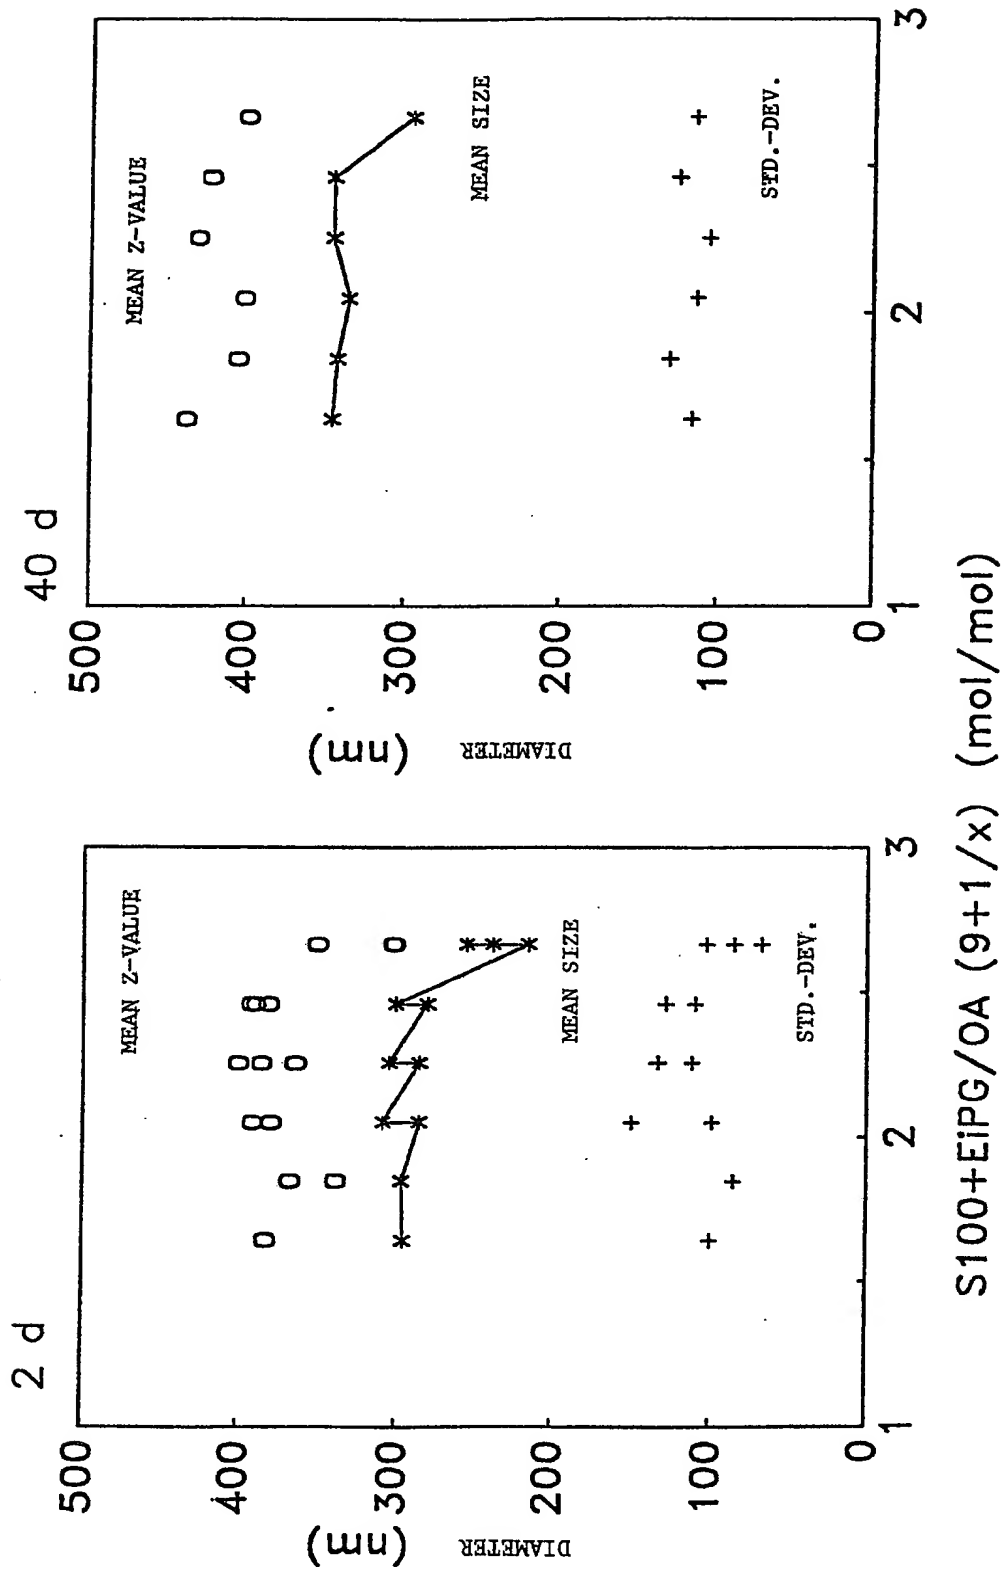 2 d
500
400
300
200
100
0
(nm)
DIAMETER
MEAN Z-VALUE
MEAN SIZE
STD.-DEV.
1
2
3
40 d
500
400
300
200
100
0
(nm)
DIAMETER
MEAN Z-VALUE
MEAN SIZE
STD.-DEV.
1
2
3
S100+EiPG/OA (9+1/x) (mol/mol)